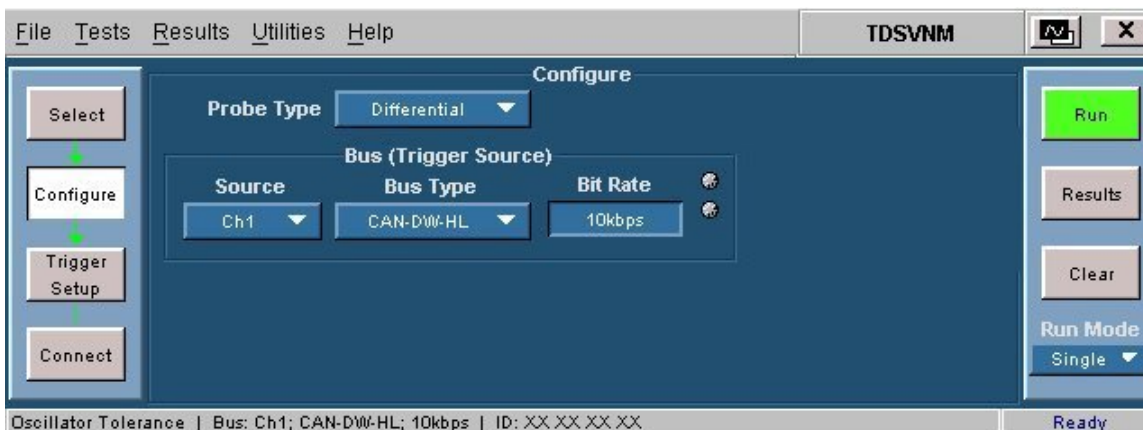 File Tests Results Utilities Help TDSVNM X
Configure
Select
Probe Type Differential
Run
Bus (Trigger Source)
Configure
Source Bus Type Bit Rate
Results
Ch1 CAN-DW-HL 10kbps
Trigger
Setup
Clear
Run Mode
Connect
Single
Oscillator Tolerance | Bus: Ch1; CAN-DW-HL; 10kbps | ID: XX XX XX XX Ready